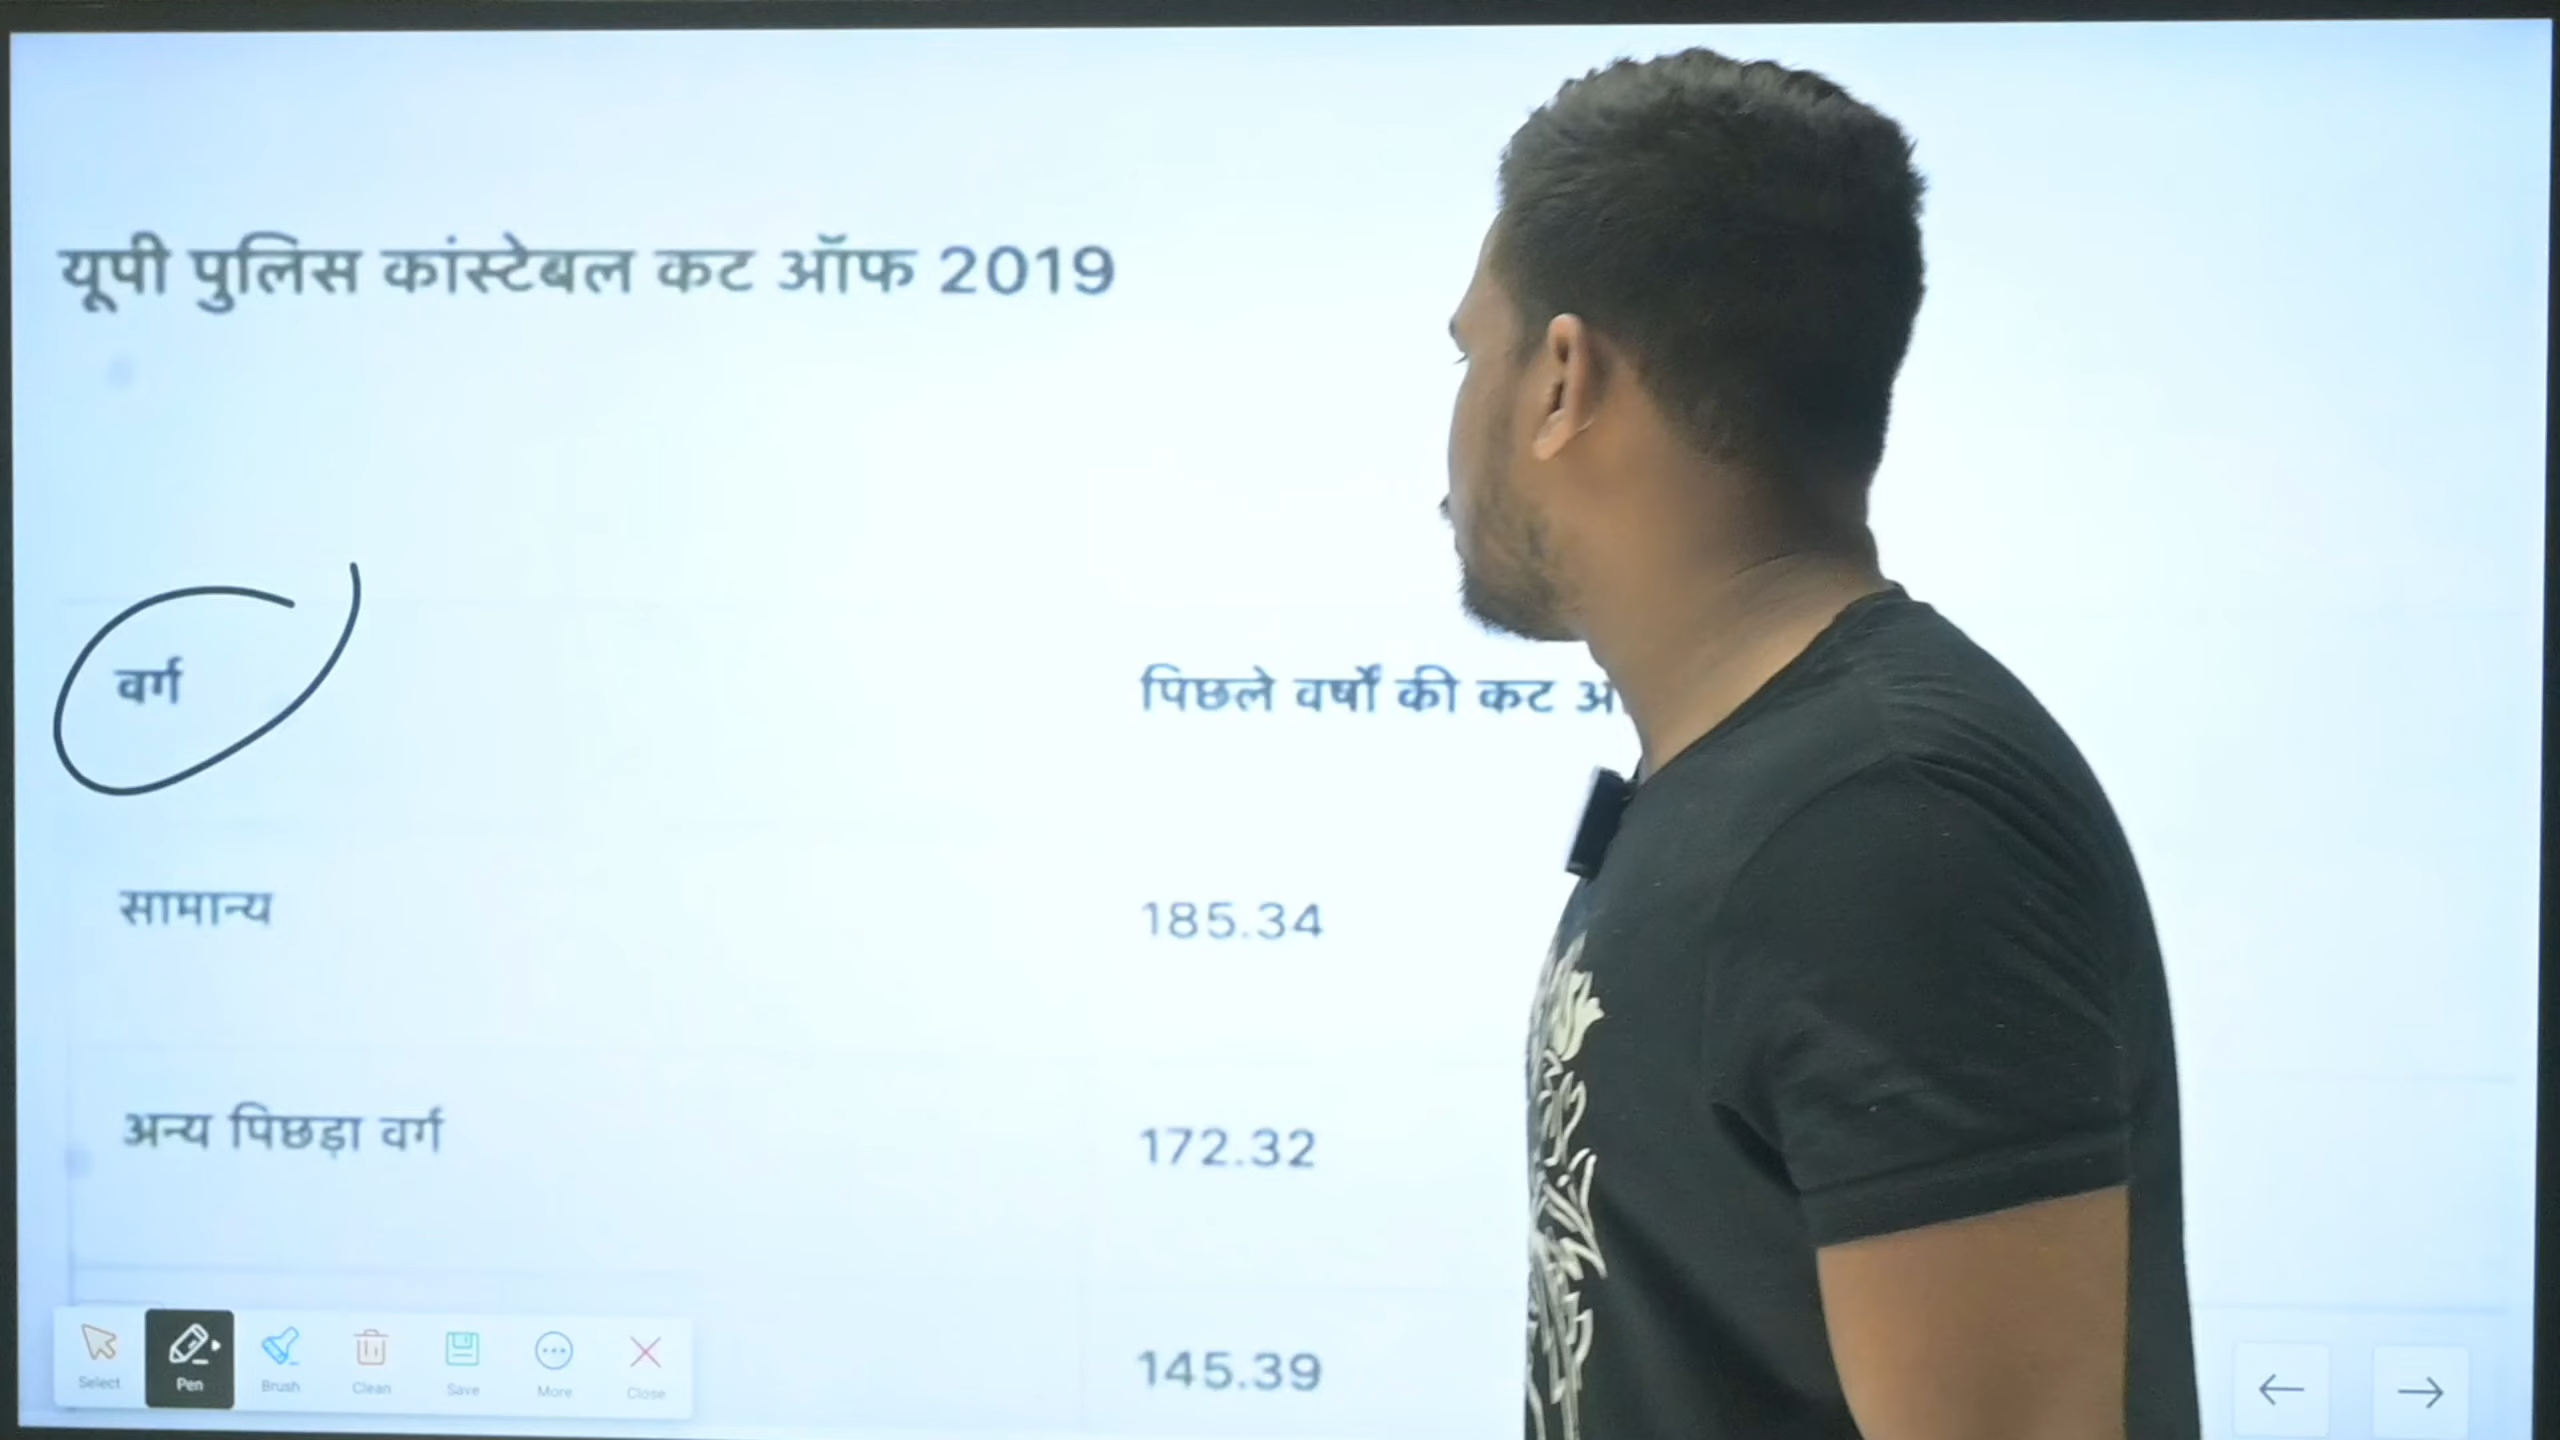 यूपी पुलिस कांस्टेबल कट ऑफ 2019
वर्ग
पिछले वर्षों की कट
सामान्य
185.34
अन्य पिछड़ा वर्ग
172.32
145.39
Select
Pen
Brush
Clean
Save
More
Close